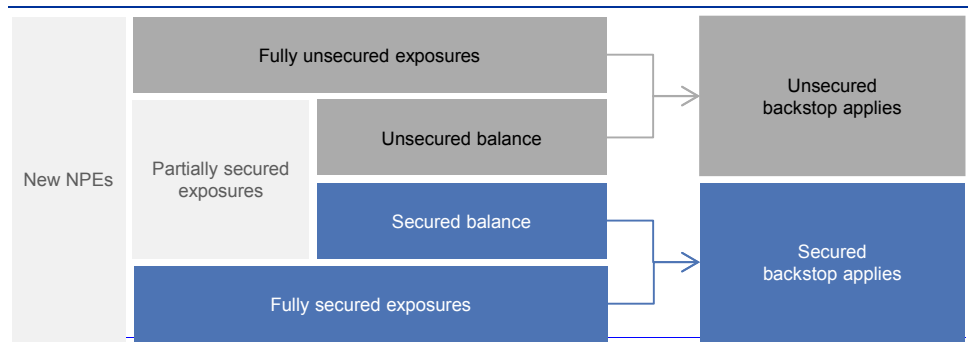 New NPEs
Fully unsecured exposures
Partially secured
exposures
Unsecured balance
Secured balance
Fully secured exposures
Unsecured
backstop applies
Secured
backstop applies